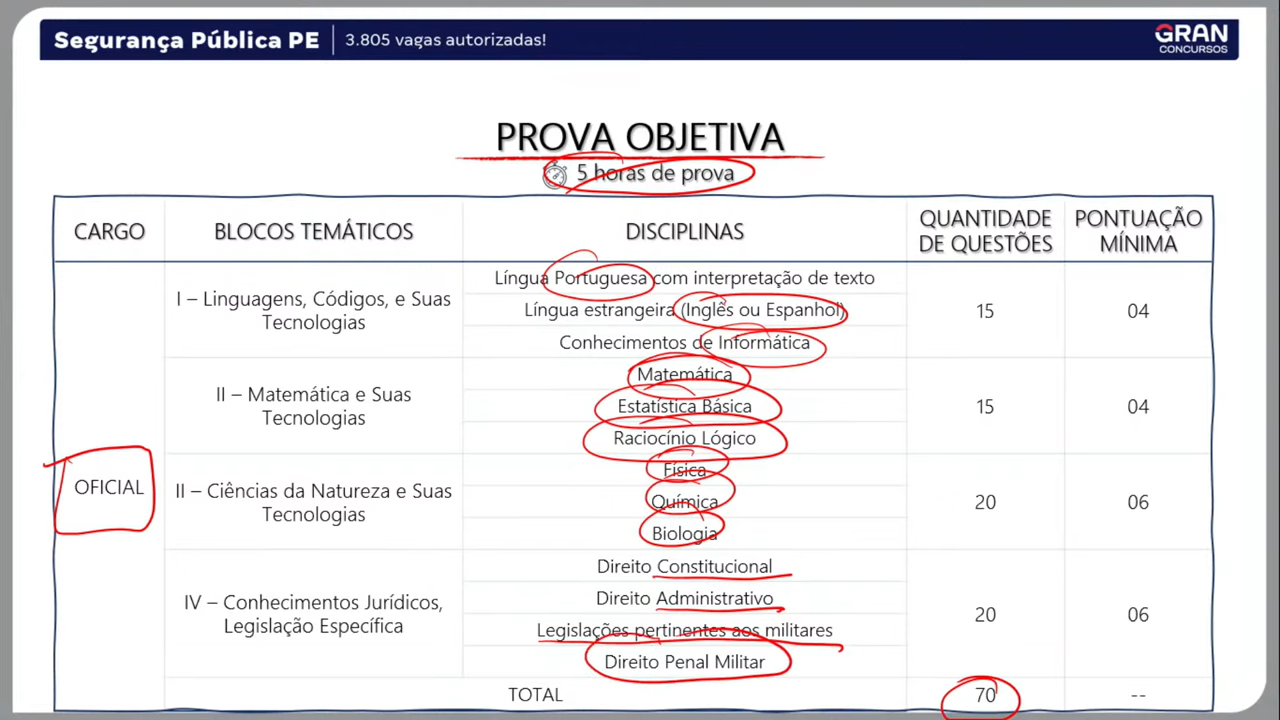 Segurança Pública PE
3.805 vagas autorizadas!
GRAN
CONCURSOS
PROVA OBJETIVA
5 horas de prova
CARGO
BLOCOS TEMÁTICOS
DISCIPLINAS
QUANTIDADE
DE QUESTÕES
PONTUAÇÃO
MÍNIMA
OFICIAL
I – Linguagens, Códigos, e Suas
Tecnologias
Língua Portuguesa com interpretação de texto
Língua estrangeira (Inglês ou Espanhol)
Conhecimentos de Informática
15
04
II – Matemática e Suas
Tecnologias
Matemática
Estatística Básica
Raciocínio Lógico
15
04
II – Ciências da Natureza e Suas
Tecnologias
Física
Química
Biologia
20
06
IV – Conhecimentos Jurídicos,
Legislação Específica
Direito Constitucional
Direito Administrativo
Legislações pertinentes aos militares
Direito Penal Militar
20
06
TOTAL
70
--